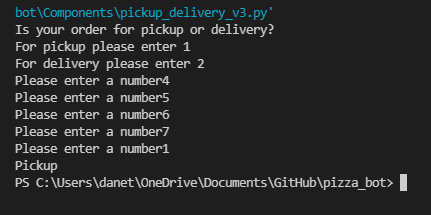 bot\Components\pickup_delivery_v3.py'
Is your order for pickup or delivery?
For pickup please enter 1
For delivery please enter 2
Please enter a number4
Please enter a number5
Please enter a number6
Please enter a number7
Please enter a number1
Pickup
PS C:\Users\danet\OneDrive\Documents\GitHub\pizza_bot>